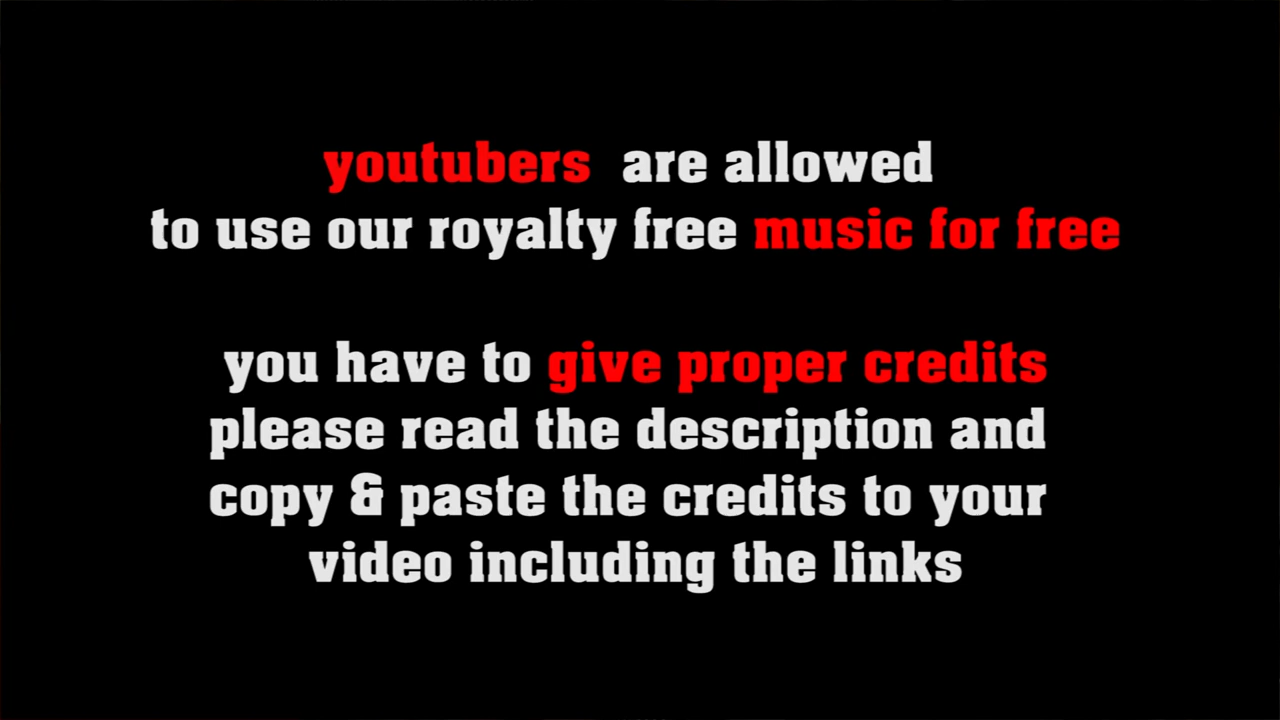 youtubers are allowed
to use our royalty free music for free
you have to give proper credits
please read the description and
copy & paste the credits to your
video including the links